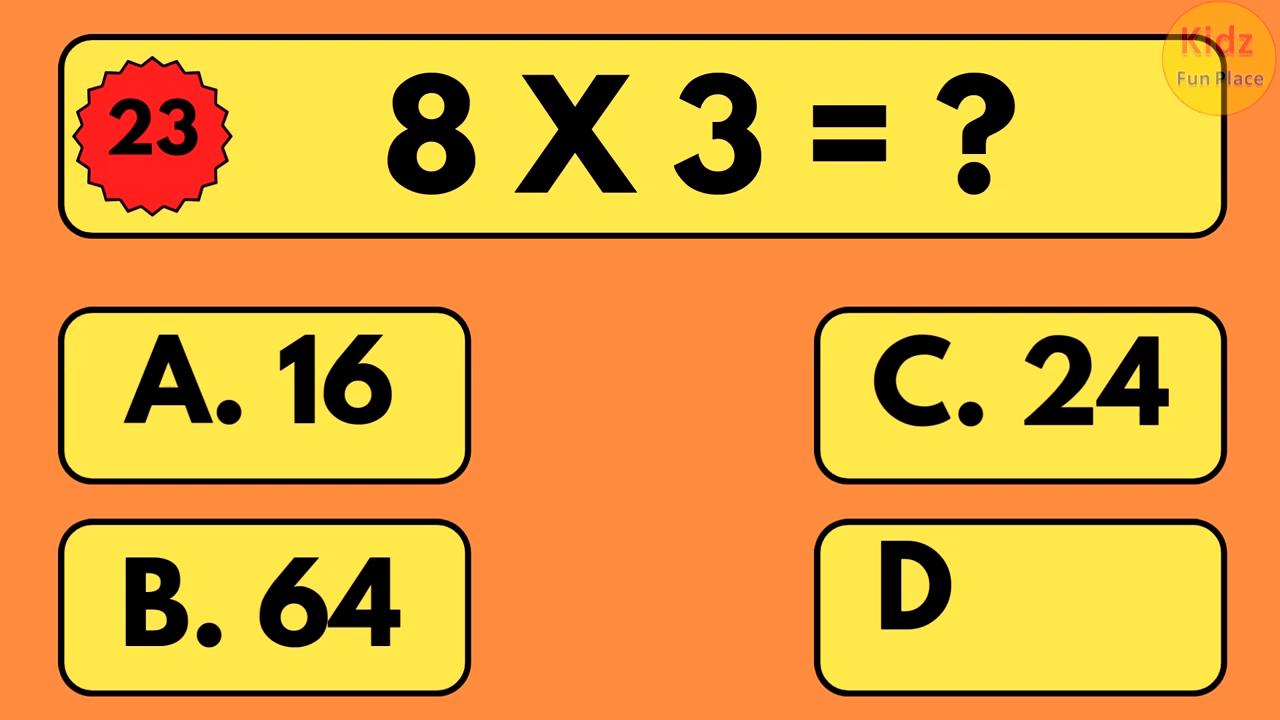 Kidz
Fun Place
23
8 X 3 = ?
A. 16
C. 24
B. 64
D